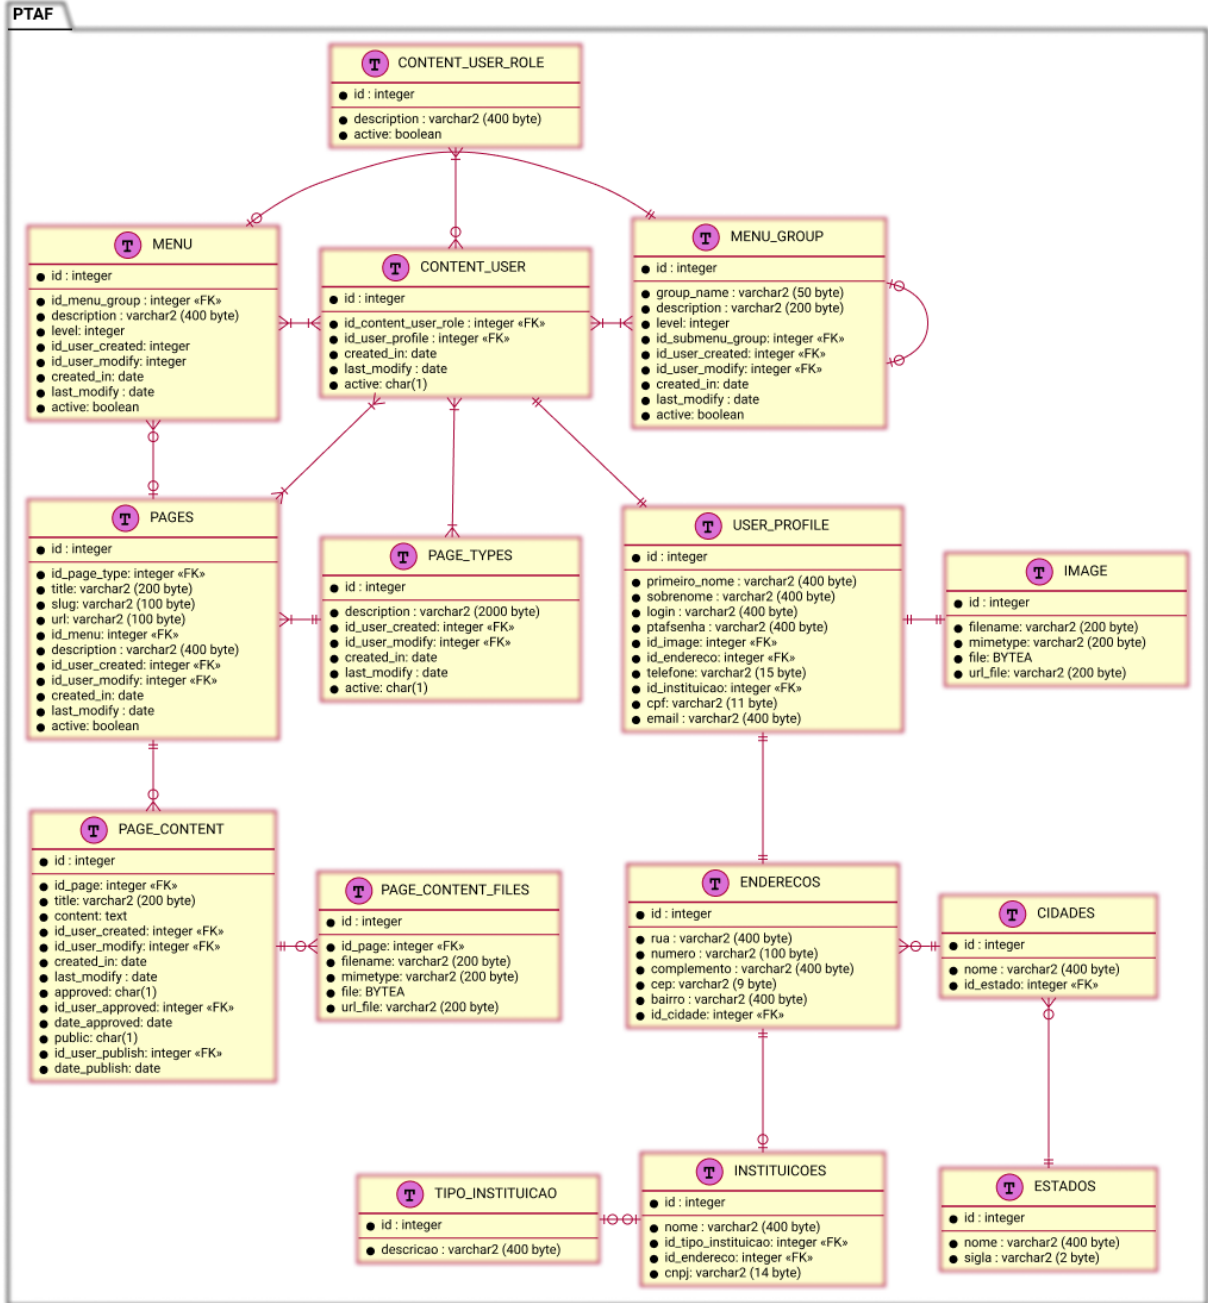 PTAF
T CONTENT_USER_ROLE
id : integer
description : varchar2 (400 byte)
active: boolean
T MENU
id : integer
id_menu_group : integer «FK»
description : varchar2 (400 byte)
level: integer
id_user_created: integer
id_user_modify: integer
created_in: date
last_modify : date
active: boolean
T CONTENT_USER
id : integer
id_content_user_role : integer «FK»
id_user_profile : integer «FK»
created_in: date
last_modify : date
active: char(1)
T MENU_GROUP
id : integer
group_name : varchar2 (50 byte)
description : varchar2 (200 byte)
level: integer
id_submenu_group: integer «FK»
id_user_created: integer «FK»
id_user_modify: integer «FK»
created_in: date
last_modify : date
active: boolean
T PAGES
id : integer
id_page_type: integer «FK»
title: varchar2 (200 byte)
slug: varchar2 (100 byte)
url: varchar2 (100 byte)
id_menu: integer «FK»
description : varchar2 (400 byte)
id_user_created: integer «FK»
id_user_modify: integer «FK»
created_in: date
last_modify : date
active: boolean
T PAGE_TYPES
id : integer
description : varchar2 (2000 byte)
id_user_created: integer «FK»
id_user_modify: integer «FK»
created_in: date
last_modify : date
active: char(1)
T USER_PROFILE
id : integer
primeiro_nome : varchar2 (400 byte)
sobrenome : varchar2 (400 byte)
login : varchar2 (400 byte)
ptafsenha : varchar2 (400 byte)
id_image: integer «FK»
id_endereco: integer «FK»
telefone: varchar2 (15 byte)
id_instituicao: integer «FK»
cpf: varchar2 (11 byte)
email : varchar2 (400 byte)
T IMAGE
id : integer
filename: varchar2 (200 byte)
mimetype: varchar2 (200 byte)
file: BYTEA
url_file: varchar2 (200 byte)
T PAGE_CONTENT
id : integer
id_page: integer «FK»
title: varchar2 (200 byte)
content: text
id_user_created: integer «FK»
id_user_modify: integer «FK»
created_in: date
last_modify : date
approved: char(1)
id_user_approved: integer «FK»
date_approved: date
public: char(1)
id_user_publish: integer «FK»
date_publish: date
T PAGE_CONTENT_FILES
id : integer
id_page: integer «FK»
filename: varchar2 (200 byte)
mimetype: varchar2 (200 byte)
file: BYTEA
url_file: varchar2 (200 byte)
T ENDERECOS
id : integer
rua : varchar2 (400 byte)
numero : varchar2 (100 byte)
complemento : varchar2 (400 byte)
cep: varchar2 (9 byte)
bairro : varchar2 (400 byte)
id_cidade: integer «FK»
T CIDADES
id : integer
nome : varchar2 (400 byte)
id_estado: integer «FK»
T TIPO_INSTITUICAO
id : integer
descricao : varchar2 (400 byte)
T INSTITUICOES
id : integer
nome : varchar2 (400 byte)
id_tipo_instituicao: integer «FK»
id_endereco: integer «FK»
cnpj: varchar2 (14 byte)
T ESTADOS
id : integer
nome : varchar2 (400 byte)
sigla : varchar2 (2 byte)